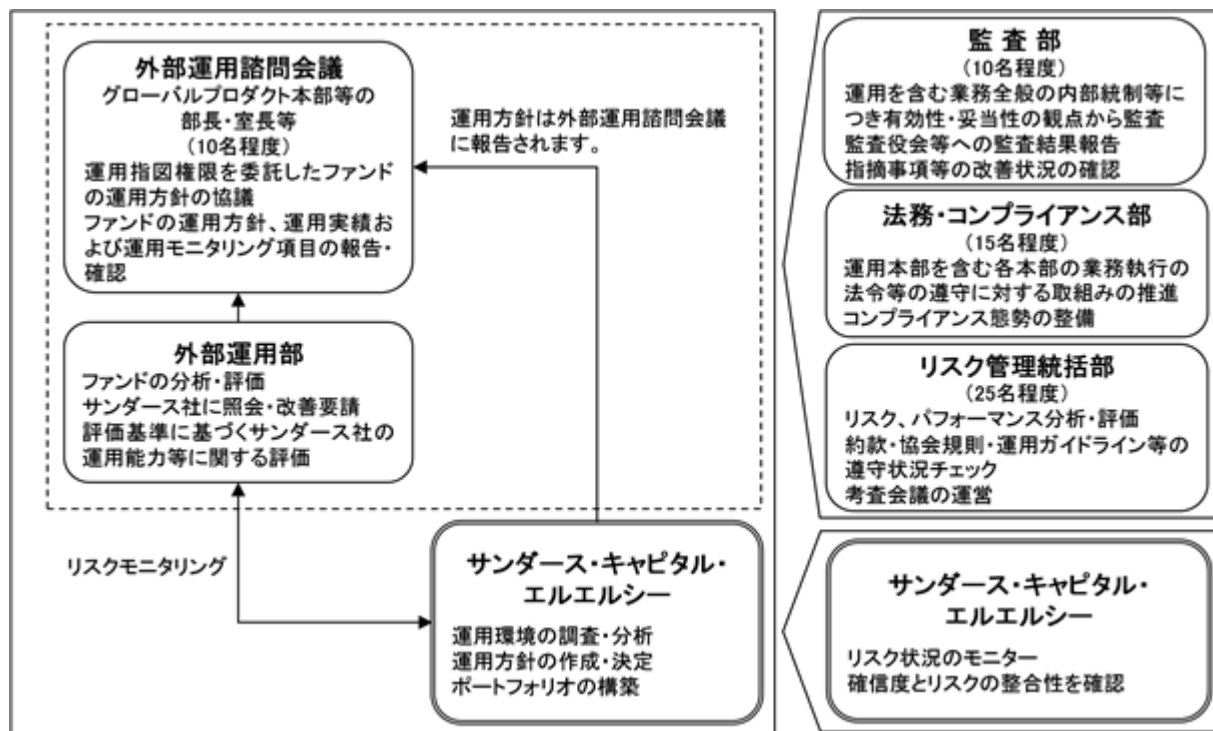 外部運用諮問会議
グローバルプロダクト本部等の
部長・室長等
(10名程度)
運用指図権限を委託したファンド
の運用方針の協議
ファンドの運用方針、運用実績お
よび運用モニタリング項目の報告・
確認
運用方針は外部運用諮問会議
に報告されます。
外部運用部
ファンドの分析・評価
サンダース社に照会・改善要請
評価基準に基づくサンダース社の
運用能力等に関する評価
リスクモニタリング
サンダース・キャピタル・
エルエルシー
運用環境の調査・分析
運用方針の作成・決定
ポートフォリオの構築
監 査 部
(10名程度)
運用を含む業務全般の内部統制等に
つき有効性・妥当性の観点から監査
監査役会等への監査結果報告
指摘事項等の改善状況の確認
法務・コンプライアンス部
(15名程度)
運用本部を含む各本部の業務執行の
法令等の遵守に対する取組みの推進
コンプライアンス態勢の整備
リスク管理統括部
(25名程度)
リスク、パフォーマンス分析・評価
約款・協会規則・運用ガイドライン等の
遵守状況チェック
考査会議の運営
サンダース・キャピタル・
エルエルシー
リスク状況のモニター
確信度とリスクの整合性を確認